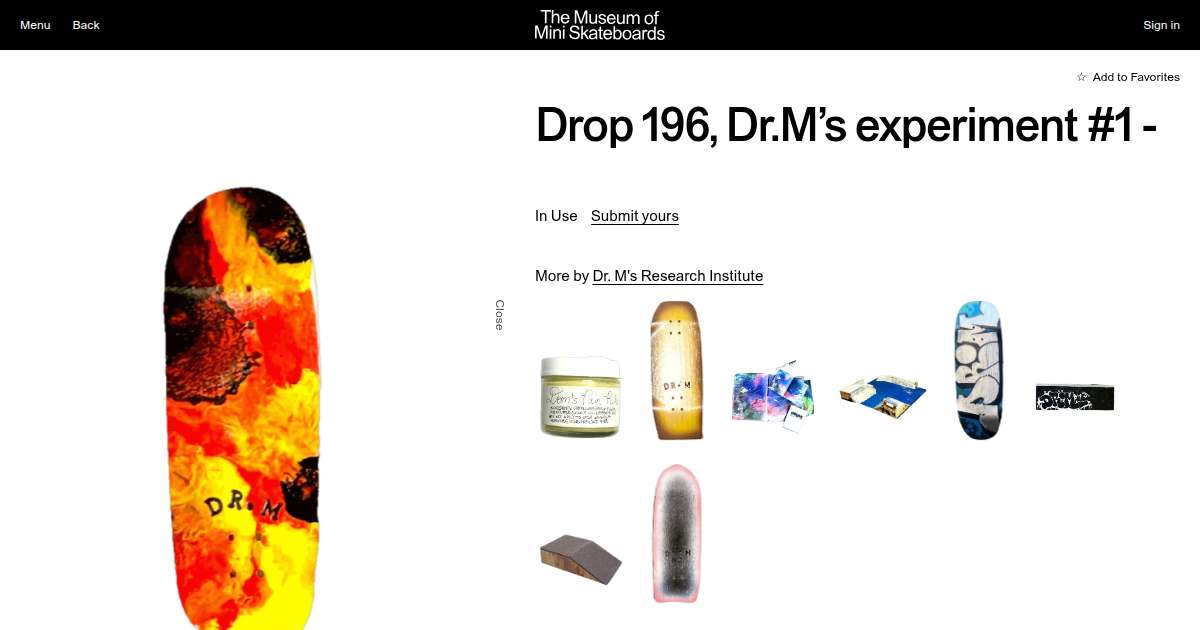 Menu
Back
The Museum of
Mini Skateboards
Sign in
☆ Add to Favorites
Drop 196, Dr.M’s experiment #1 -
In Use
Submit yours
More by Dr. M's Research Institute
Close
DR.M
DR.M